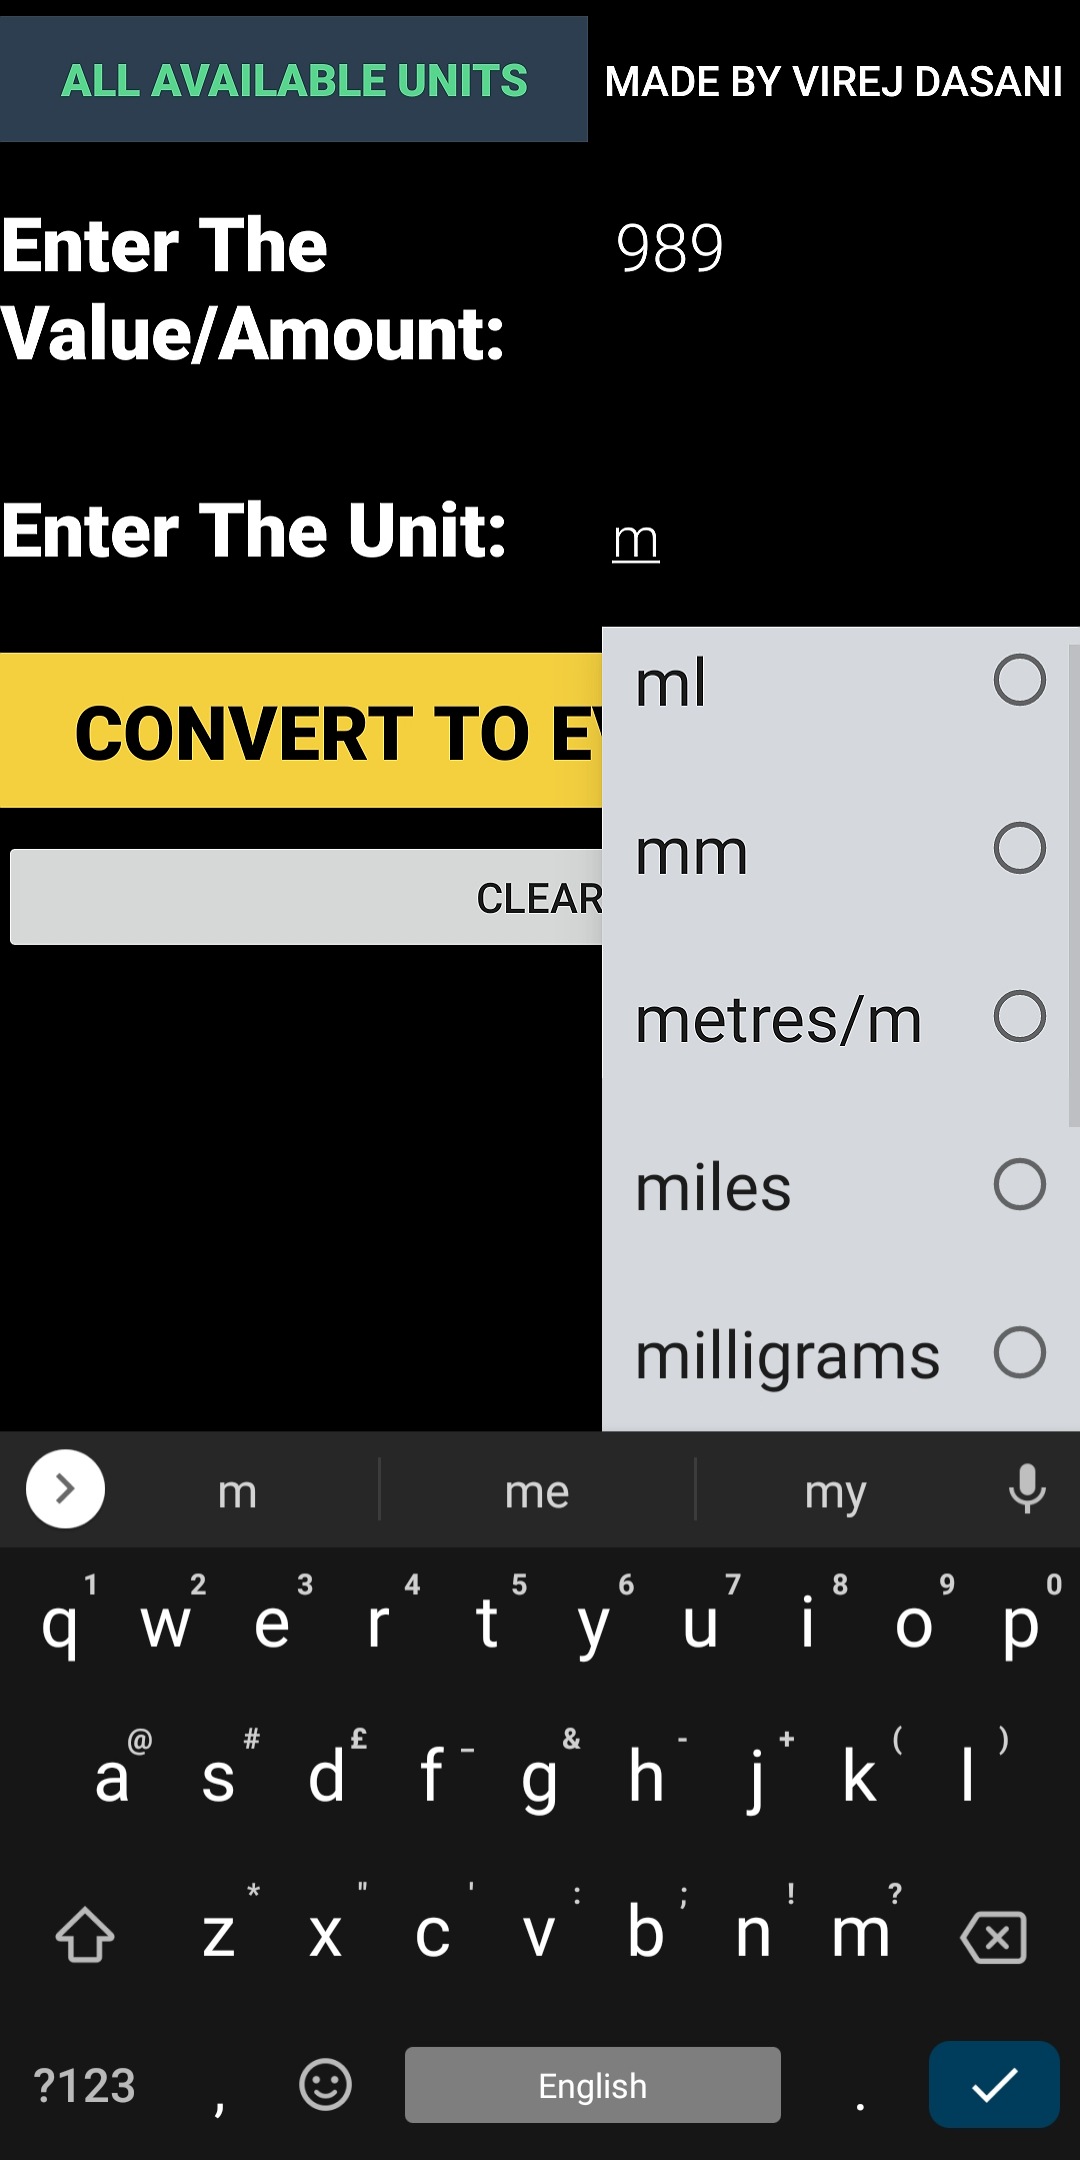 ALL AVAILABLE UNITS MADE BY VIREJ DASANI
Enter The 989
Value/Amount:
Enter The Unit: m
ml
CONVERT TO EV
mm
CLEAR
metres/m
miles
milligrams
m me my
1 2 3 4 5 6 7 8 9 0
q w e r t y u i o p
@ # £ _ & - + ( )
a s d f g h j k l
* " ' : ; ! ?
z x c v b n m
?123 , English .